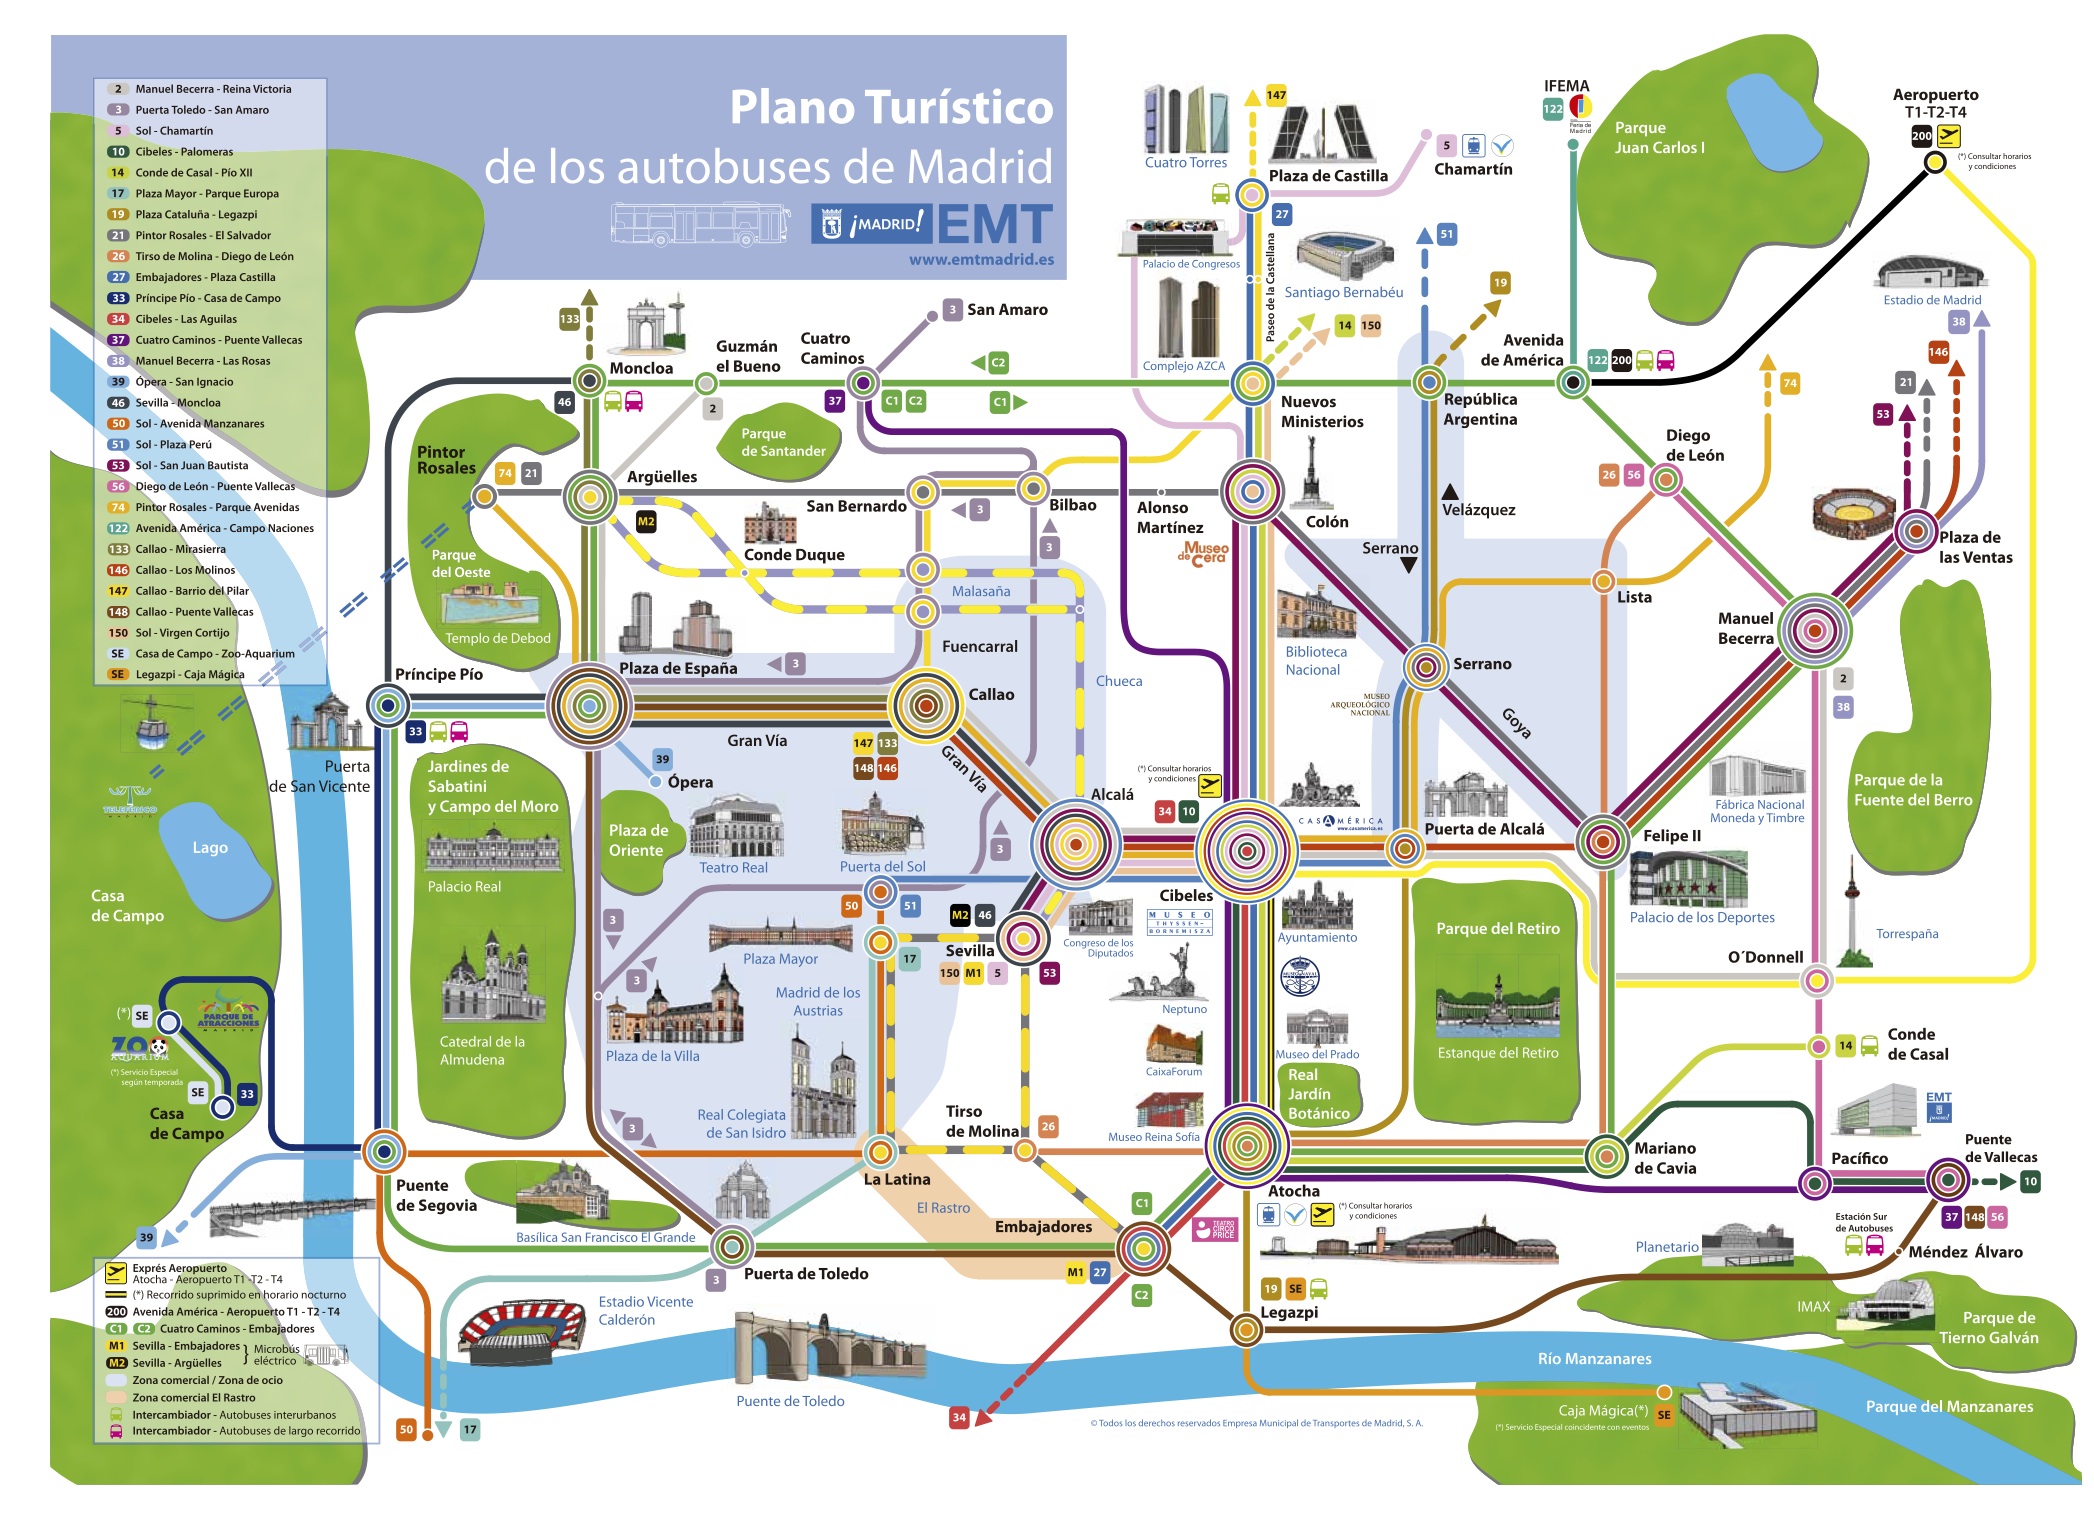 Plano Turístico
de los autobuses de Madrid
¡MADRID!
EMT
www.emtmadrid.es
2 Manuel Becerra - Reina Victoria
3 Puerta Toledo - San Amaro
5 Sol - Chamartín
10 Cibeles - Palomeras
14 Conde de Casal - Pío XII
17 Plaza Mayor - Parque Europa
19 Plaza Cataluña - Legazpi
21 Pintor Rosales - El Salvador
26 Tirso de Molina - Diego de León
27 Embajadores - Plaza Castilla
33 Príncipe Pío - Casa de Campo
34 Cibeles - Las Aguilas
37 Cuatro Caminos - Puente Vallecas
38 Manuel Becerra - Las Rosas
39 Ópera - San Ignacio
46 Sevilla - Moncloa
50 Sol - Avenida Manzanares
51 Sol - Plaza Perú
53 Sol - San Juan Bautista
56 Diego de León - Puente Vallecas
74 Pintor Rosales - Parque Avenidas
122 Avenida América - Campo Naciones
133 Callao - Mirasierra
146 Callao - Los Molinos
147 Callao - Barrio del Pilar
148 Callao - Puente Vallecas
150 Sol - Virgen Cortijo
SE Casa de Campo - Zoo-Aquarium
SE Legazpi - Caja Mágica
147
Cuatro Torres
Plaza de Castilla
5
Chamartín
27
Palacio de Congresos
Paseo de la Castellana
Santiago Bernabéu
Complejo AZCA
14 150
51
19
IFEMA
122
Feria de
Madrid
Parque
Juan Carlos I
Aeropuerto
T1-T2-T4
200
(*) Consultar horarios
y condiciones
Estadio de Madrid
38
146
21
53
74
133
Moncloa
46
Guzmán
el Bueno
2
Cuatro
Caminos
37
C1 C2
3 San Amaro
C2
C1
Nuevos
Ministerios
República
Argentina
Avenida
de América
122 200
Diego
de León
26 56
Pintor
Rosales
74 21
Parque
de Santander
Argüelles
M2
San Bernardo
3
Bilbao
3
Alonso
Martínez
Museo
de
Cera
Colón
Velázquez
Serrano
Plaza de
las Ventas
Parque
del Oeste
Templo de Debod
Conde Duque
Malasaña
Fuencarral
Chueca
Lista
Biblioteca
Nacional
MUSEO
ARQUEOLÓGICO
NACIONAL
Serrano
Goya
Manuel
Becerra
2
38
Príncipe Pío
33
Plaza de España
3
Callao
Gran Vía
147 133
148 146
Gran Vía
39
Ópera
Puerta
de San Vicente
TELEFÉRICO
MADRID
Lago
Casa
de Campo
Jardines de
Sabatini
y Campo del Moro
Palacio Real
Catedral de la
Almudena
Plaza de
Oriente
Teatro Real
Puerta del Sol
50
51
3
Alcalá
(*) Consultar horarios
y condiciones
34 10
CASAMÉRICA
www.casamerica.es
Puerta de Alcalá
Felipe II
Fábrica Nacional
Moneda y Timbre
Parque de la
Fuente del Berro
Palacio de los Deportes
Torrespaña
Cibeles
MUSEO
THYSSEN-
BORNEMISZA
Ayuntamiento
MUSEO NAVAL
Congreso de los
Diputados
M2 46
Sevilla
150 M1 5
53
17
Plaza Mayor
Madrid de los
Austrias
3
3
Plaza de la Villa
Neptuno
CaixaForum
Museo del Prado
Real
Jardín
Botánico
Museo Reina Sofía
Parque del Retiro
Estanque del Retiro
O´Donnell
14
Conde
de Casal
EMT
¡MADRID!
(*) SE
PARQUE DE
ATRACCIONES
MADRID
ZOO
AQUARIUM
(*) Servicio Especial
según temporada
SE
33
Casa
de Campo
Real Colegiata
de San Isidro
3
Tirso
de Molina
26
La Latina
El Rastro
Atocha
(*) Consultar horarios
y condiciones
Mariano
de Cavia
Pacífico
Puente
de Vallecas
10
37 148 56
Estación Sur
de Autobuses
Méndez Álvaro
Puente
de Segovia
39
Basílica San Francisco El Grande
3
Puerta de Toledo
C1
Embajadores
M1 27
C2
TEATRO
CIRCO
PRICE
19 SE
Legazpi
Planetario
IMAX
Parque de
Tierno Galván
Estadio Vicente
Calderón
Puente de Toledo
50
17
34
Río Manzanares
Caja Mágica(*)
SE
(*) Servicio Especial coincidente con eventos
Parque del Manzanares
© Todos los derechos reservados Empresa Municipal de Transportes de Madrid, S. A.
Exprés Aeropuerto
Atocha - Aeropuerto T1 -T2 - T4
(*) Recorrido suprimido en horario nocturno
200 Avenida América - Aeropuerto T1 - T2 - T4
C1 C2 Cuatro Caminos - Embajadores
M1 Sevilla - Embajadores
M2 Sevilla - Argüelles
Microbús
eléctrico
Zona comercial / Zona de ocio
Zona comercial El Rastro
Intercambiador - Autobuses interurbanos
Intercambiador - Autobuses de largo recorrido